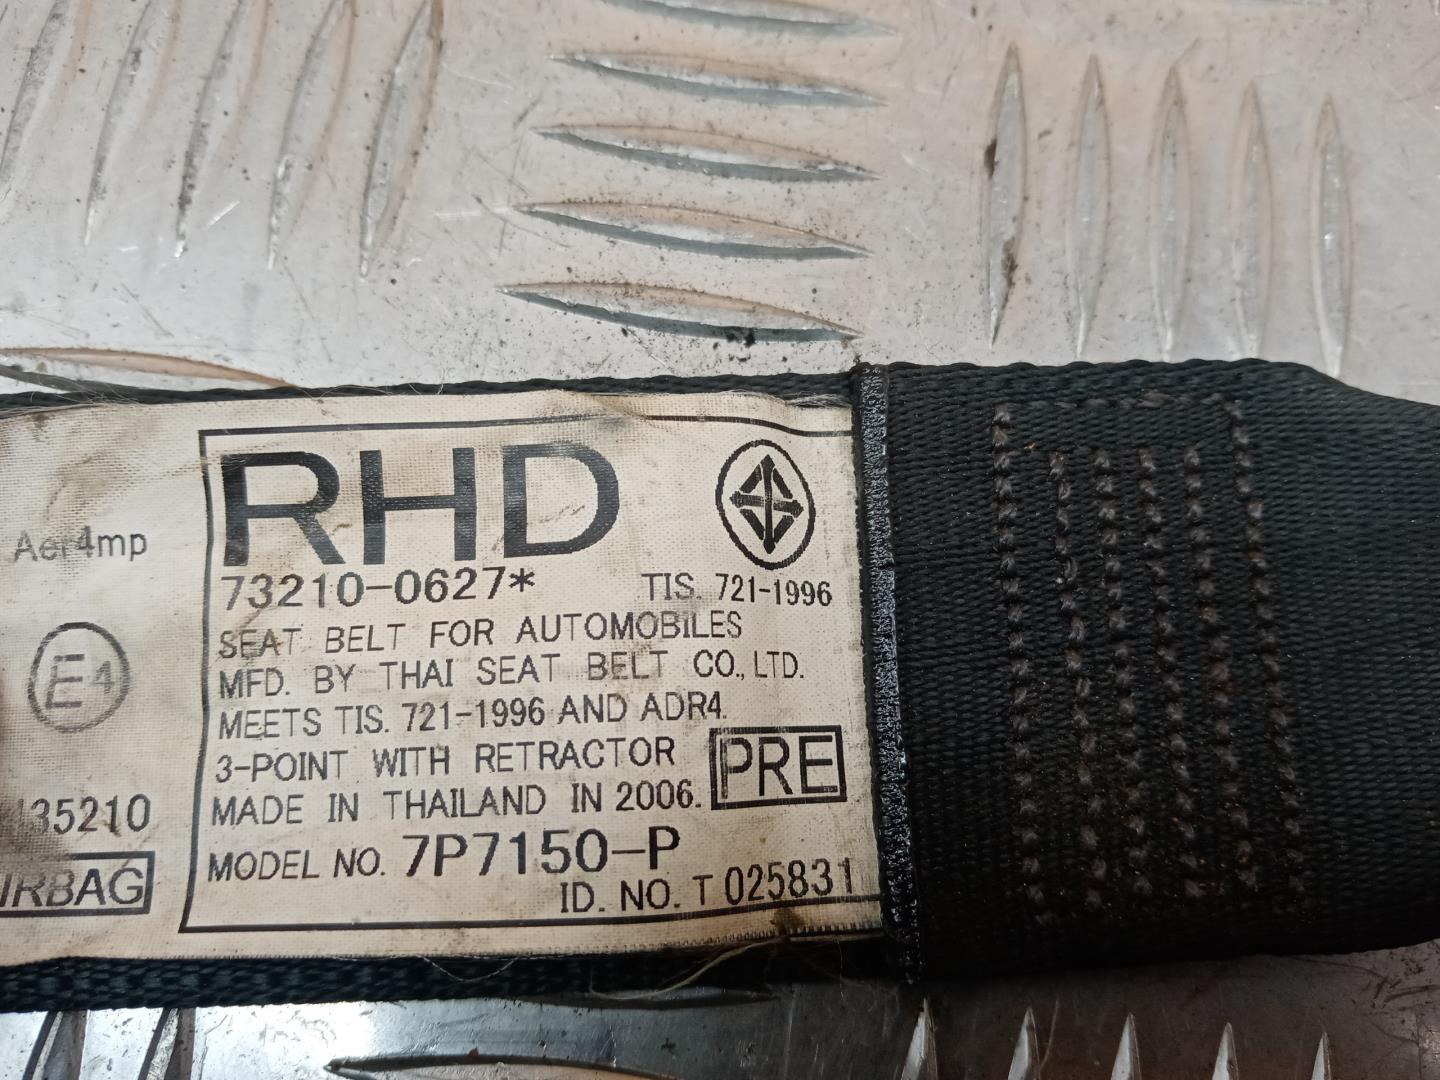 Aer4mp
E4
35210
RBAG
RHD
73210-0627* TIS. 721-1996
SEAT BELT FOR AUTOMOBILES
MFD. BY THAI SEAT BELT CO., LTD.
MEETS TIS. 721-1996 AND ADR4.
3-POINT WITH RETRACTOR
PRE
MADE IN THAILAND IN 2006.
MODEL NO. 7P7150-P
ID. NO. T 025831